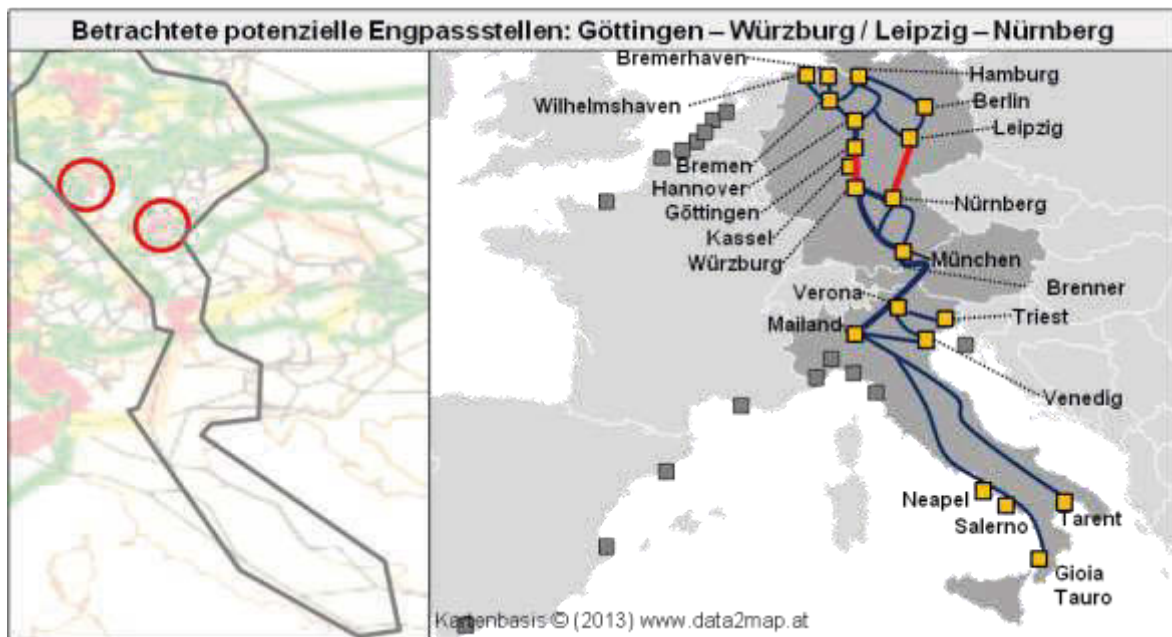 Betrachtete potenzielle Engpassstellen: Göttingen – Würzburg / Leipzig – Nürnberg
Bremerhaven
Hamburg
Wilhelmshaven
Berlin
Leipzig
Bremen
Hannover
Göttingen
Nürnberg
Kassel
Würzburg
München
Brenner
Verona
Mailand
Triest
Venedig
Neapel
Salerno
Tarent
Gioia
Tauro
Kartenbasis © (2013) www.data2map.at